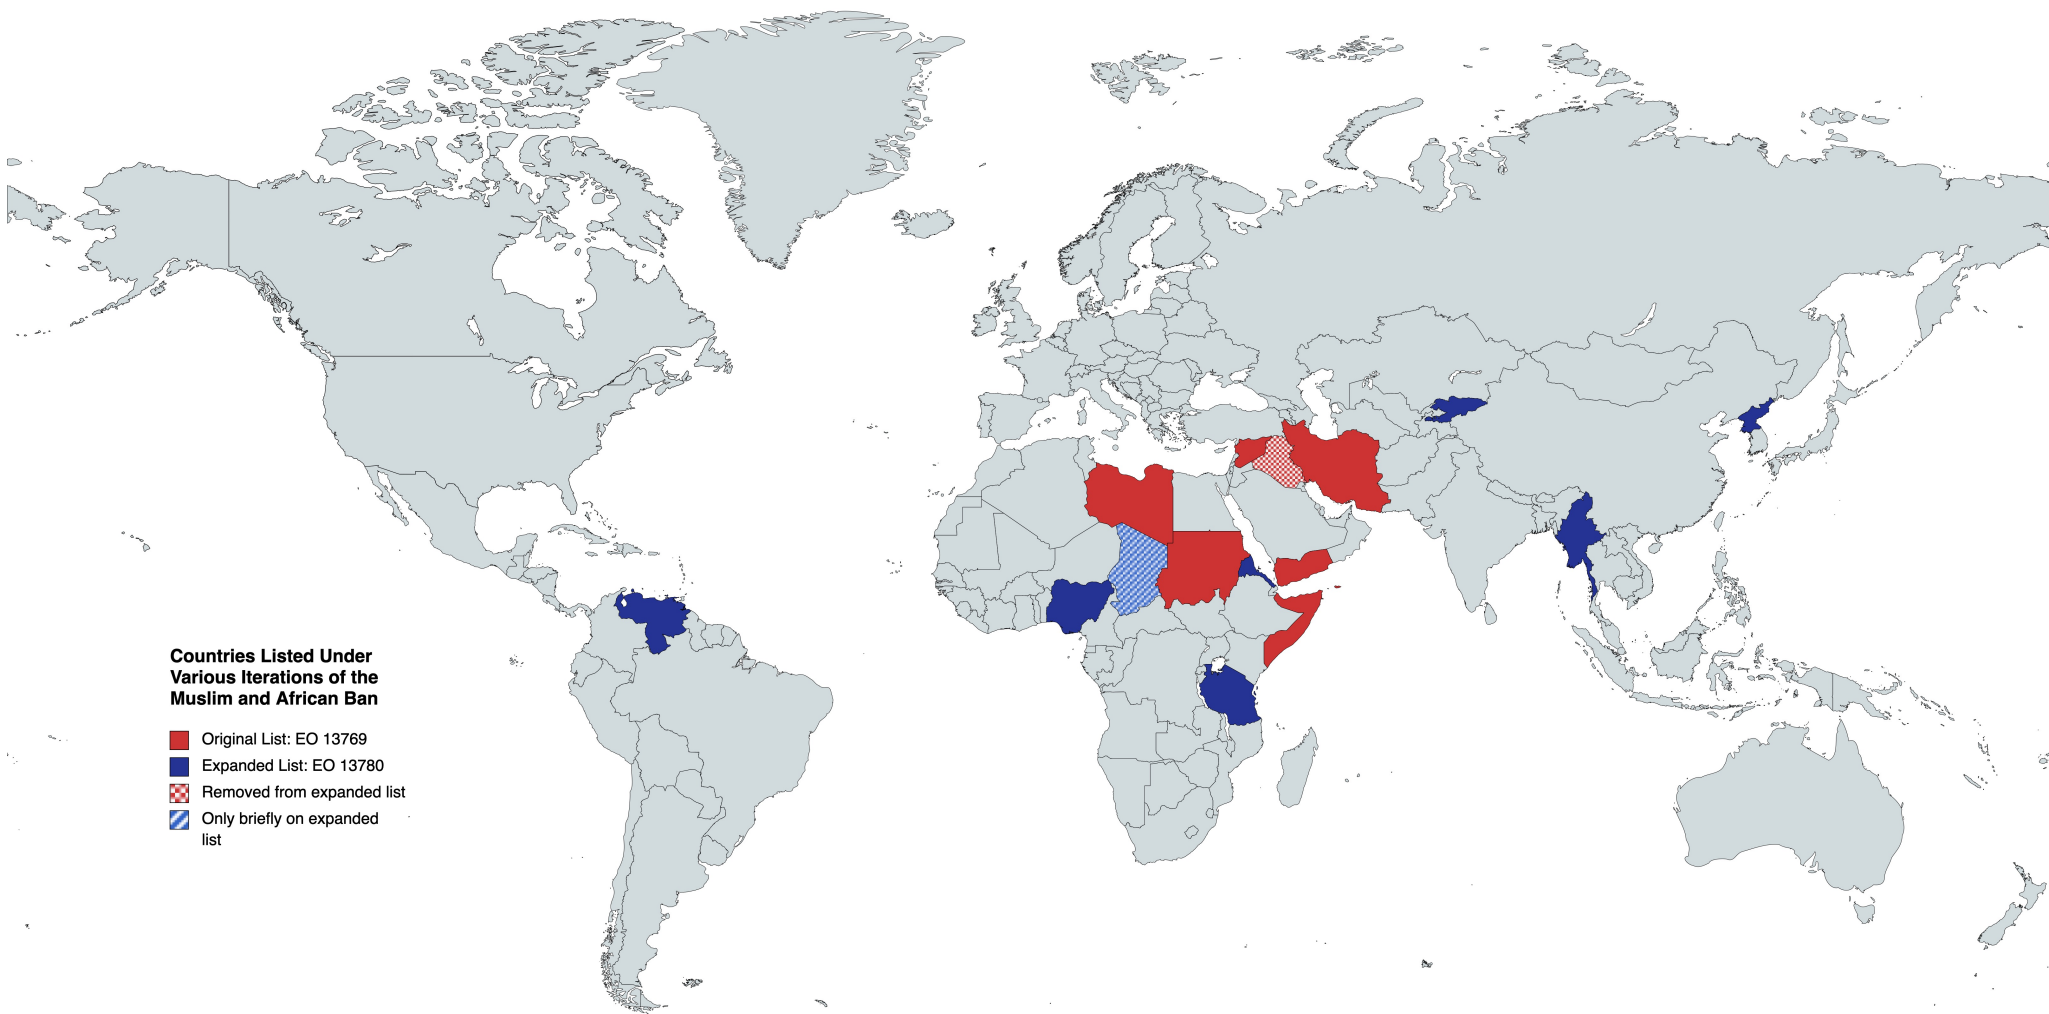 Countries Listed Under
Various Iterations of the
Muslim and African Ban
Original List: EO 13769
Expanded List: EO 13780
Removed from expanded list
Only briefly on expanded
list